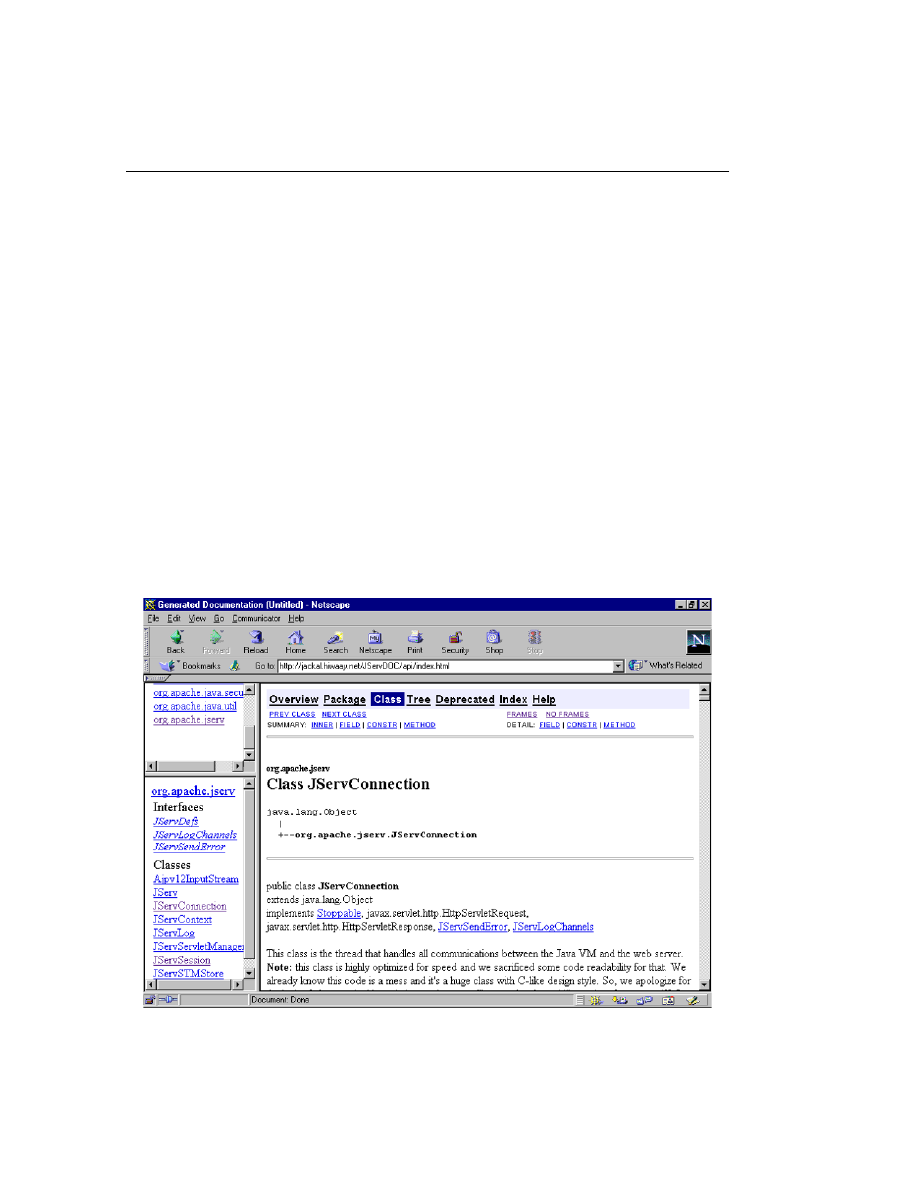 Generated Documentation (Untitled) - Netscape
File Edit View Go Communicator Help
Back Forward Reload Home Search Netscape Print Security Shop Stop
Bookmarks Go to: http://jackal.hiwaay.net/JServDOC/api/index.html What's Related
org.apache.java.secu
org.apache.java.util
org.apache.jserv
org.apache.jserv
Interfaces
JServDefs
JServLogChannels
JServSendError
Classes
Ajpv12InputStream
JServ
JServConnection
JServContext
JServLog
JServServletManager
JServSession
JServSTMStore
Overview Package Class Tree Deprecated Index Help
PREV CLASS NEXT CLASS FRAMES NO FRAMES
SUMMARY: INNER | FIELD | CONSTR | METHOD DETAIL: FIELD | CONSTR | METHOD
org.apache.jserv
Class JServConnection
java.lang.Object
|
+--org.apache.jserv.JServConnection
public class JServConnection
extends java.lang.Object
implements Stoppable, javax.servlet.http.HttpServletRequest,
javax.servlet.http.HttpServletResponse, JServSendError, JServLogChannels
This class is the thread that handles all communications between the Java VM and the web server.
Note: this class is highly optimized for speed and we sacrificed some code readability for that. We
already know this code is a mess and it's a huge class with C-like design style. So, we apologize for
Document: Done